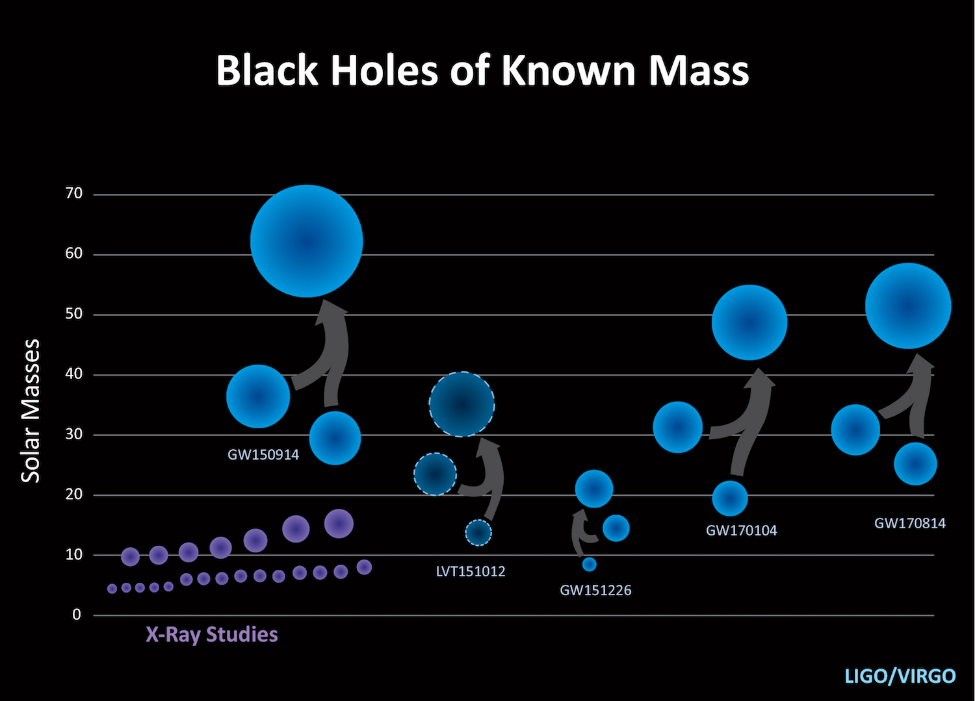 Black Holes of Known Mass
70
60
50
40
30
20
10
0
Solar Masses
GW150914
LVT151012
GW151226
GW170104
GW170814
X-Ray Studies
LIGO/VIRGO